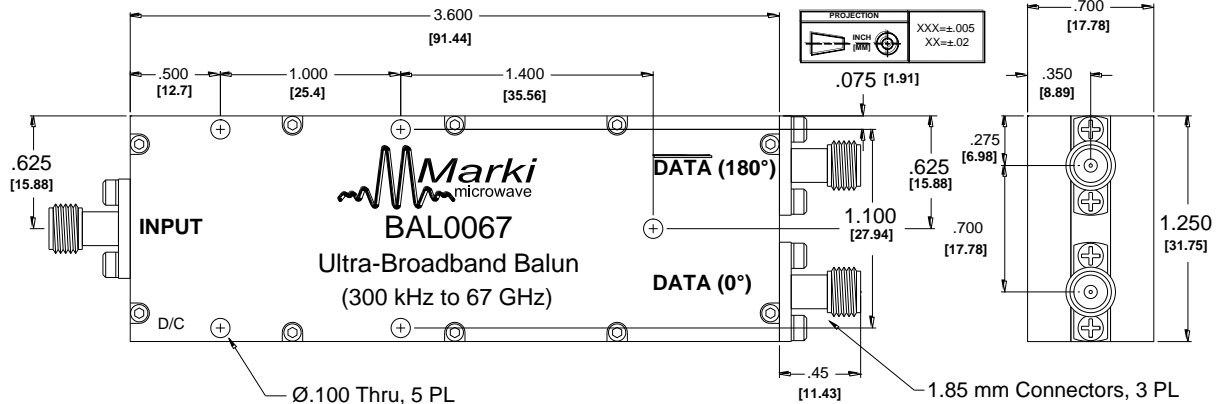 3.600
[91.44]
PROJECTION
INCH
[MM]
XXX=±.005
XX=±.02
.700
[17.78]
.500
[12.7]
1.000
[25.4]
1.400
[35.56]
.075 [1.91]
.350
[8.89]
.625
[15.88]
Marki
microwave
DATA (180°)
.625
[15.88]
.275
[6.98]
INPUT
BAL0067
1.100
[27.94]
.700
[17.78]
1.250
[31.75]
Ultra-Broadband Balun
(300 kHz to 67 GHz)
DATA (0°)
D/C
.45
[11.43]
Ø.100 Thru, 5 PL
1.85 mm Connectors, 3 PL